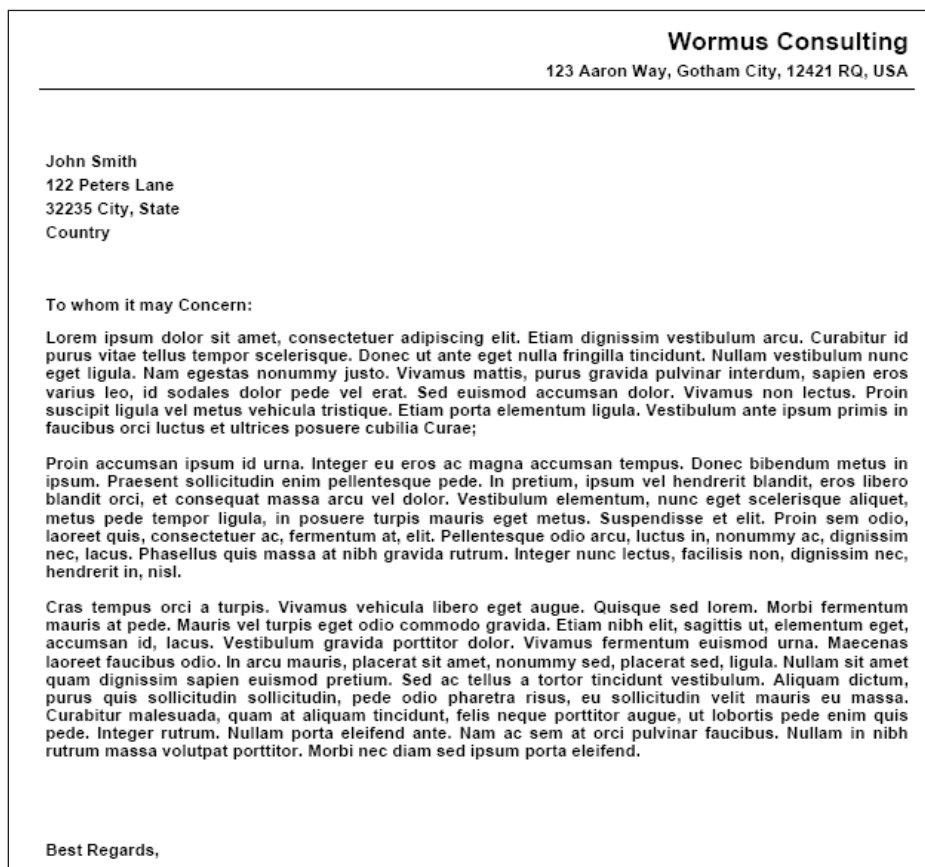 Wormus Consulting
123 Aaron Way, Gotham City, 12421 RQ, USA
John Smith
122 Peters Lane
32235 City, State
Country
To whom it may Concern:
Lorem ipsum dolor sit amet, consectetuer adipiscing elit. Etiam dignissim vestibulum arcu. Curabitur id
purus vitae tellus tempor scelerisque. Donec ut ante eget nulla fringilla tincidunt. Nullam vestibulum nunc
eget ligula. Nam egestas nonummy justo. Vivamus mattis, purus gravida pulvinar interdum, sapien eros
varius leo, id sodales dolor pede vel erat. Sed euismod accumsan dolor. Vivamus non lectus. Proin
suscipit ligula vel metus vehicula tristique. Etiam porta elementum ligula. Vestibulum ante ipsum primis in
faucibus orci luctus et ultrices posuere cubilia Curae;
Proin accumsan ipsum id urna. Integer eu eros ac magna accumsan tempus. Donec bibendum metus in
ipsum. Praesent sollicitudin enim pellentesque pede. In pretium, ipsum vel hendrerit blandit, eros libero
blandit orci, et consequat massa arcu vel dolor. Vestibulum elementum, nunc eget scelerisque aliquet,
metus pede tempor ligula, in posuere turpis mauris eget metus. Suspendisse et elit. Proin sem odio,
laoreet quis, consectetuer ac, fermentum at, elit. Pellentesque odio arcu, luctus in, nonummy ac, dignissim
nec, lacus. Phasellus quis massa at nibh gravida rutrum. Integer nunc lectus, facilisis non, dignissim nec,
hendrerit in, nisl.
Cras tempus orci a turpis. Vivamus vehicula libero eget augue. Quisque sed lorem. Morbi fermentum
mauris at pede. Mauris vel turpis eget odio commodo gravida. Etiam nibh elit, sagittis ut, elementum eget,
accumsan id, lacus. Vestibulum gravida porttitor dolor. Vivamus fermentum euismod urna. Maecenas
laoreet faucibus odio. In arcu mauris, placerat sit amet, nonummy sed, placerat sed, ligula. Nullam sit amet
quam dignissim sapien euismod pretium. Sed ac tellus a tortor tincidunt vestibulum. Aliquam dictum,
purus quis sollicitudin sollicitudin, pede odio pharetra risus, eu sollicitudin velit mauris eu massa.
Curabitur malesuada, quam at aliquam tincidunt, felis neque porttitor augue, ut lobortis pede enim quis
pede. Integer rutrum. Nullam porta eleifend ante. Nam ac sem at orci pulvinar faucibus. Nullam in nibh
rutrum massa volutpat porttitor. Morbi nec diam sed ipsum porta eleifend.
Best Regards,